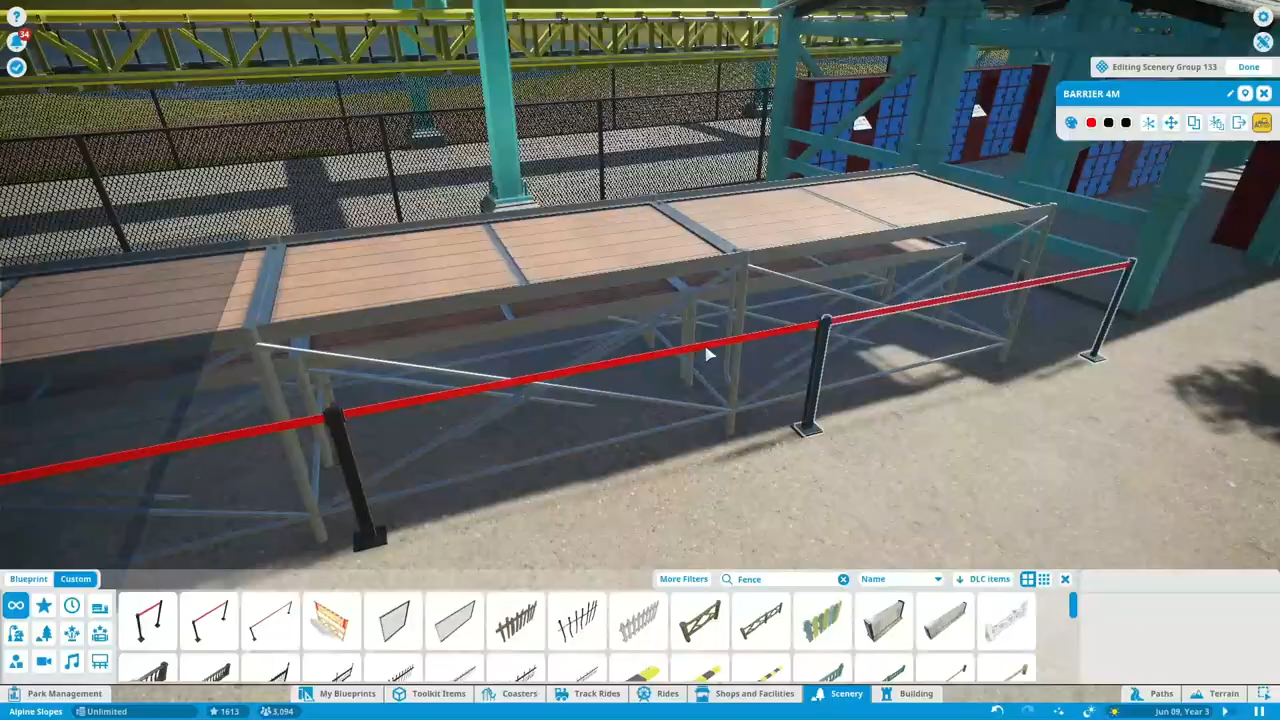 34
Editing Scenery Group 133 Done
BARRIER 4M
Blueprint Custom More Filters Fence Name DLC items
Park Management My Blueprints Toolkit Items Coasters Track Rides Rides Shops and Facilities Scenery Building Paths Terrain
Alpine Slopes Unlimited 1613 3,094 Jun 09, Year 3